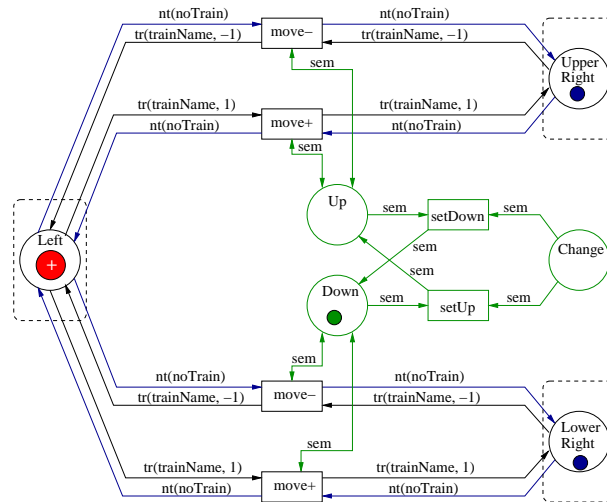 nt(noTrain)
move–
nt(noTrain)
tr(trainName, –1)
tr(trainName, –1)
sem
Upper
Right
tr(trainName, 1)
move+
tr(trainName, 1)
nt(noTrain)
nt(noTrain)
sem
Up
sem
setDown
sem
Left
+
sem
Change
sem
Down
sem
setUp
sem
sem
nt(noTrain)
move–
nt(noTrain)
tr(trainName, –1)
tr(trainName, –1)
Lower
Right
sem
tr(trainName, 1)
move+
tr(trainName, 1)
nt(noTrain)
nt(noTrain)